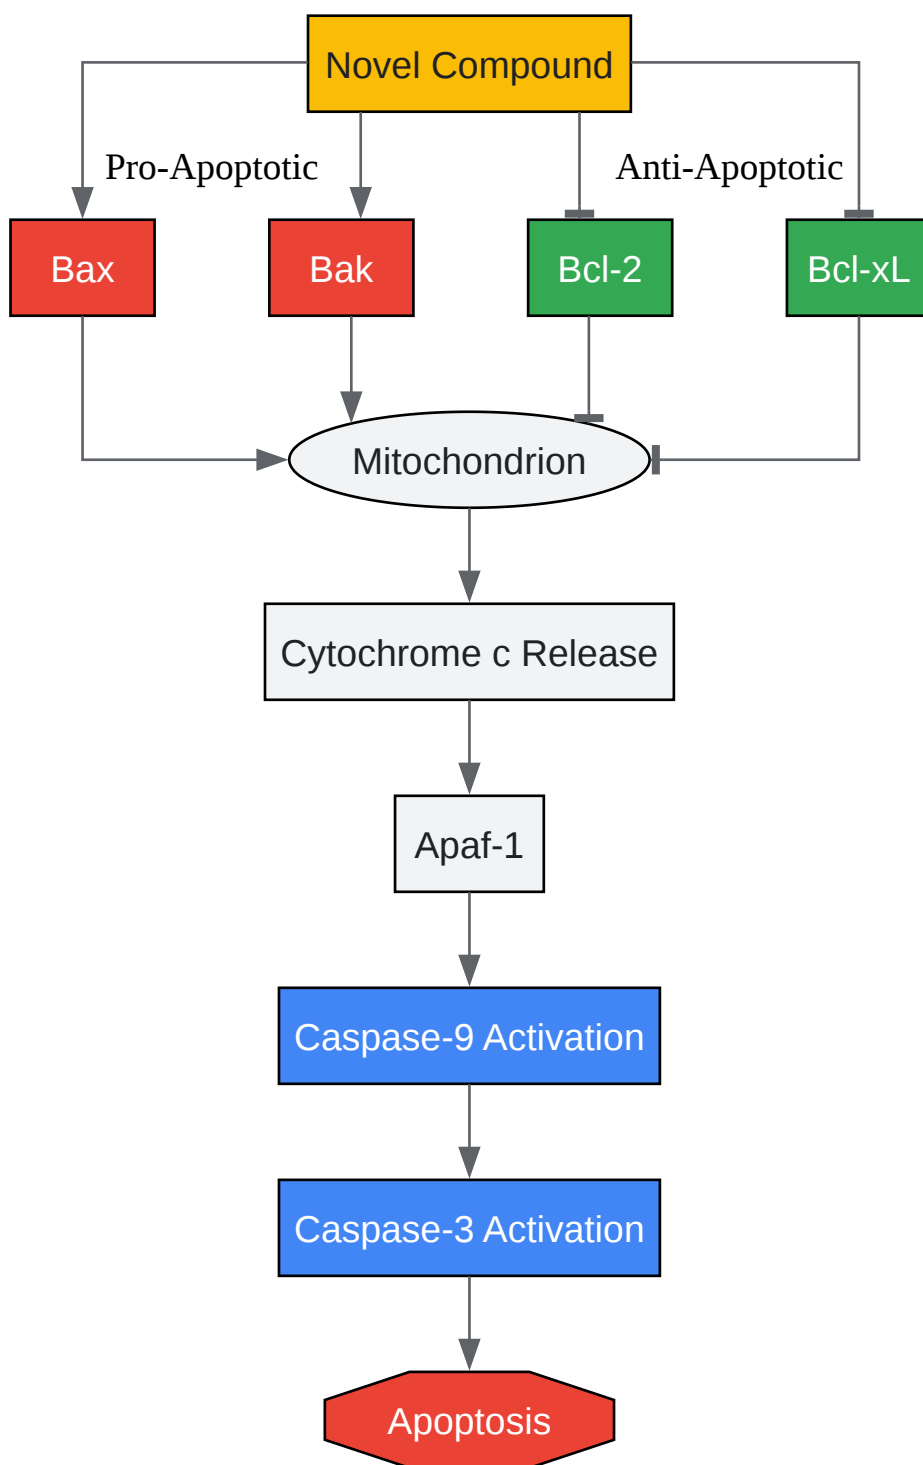 Novel Compound
Pro-Apoptotic
Anti-Apoptotic
Bax
Bak
Bcl-2
Bcl-xL
Mitochondrion
Cytochrome c Release
Apaf-1
Caspase-9 Activation
Caspase-3 Activation
Apoptosis